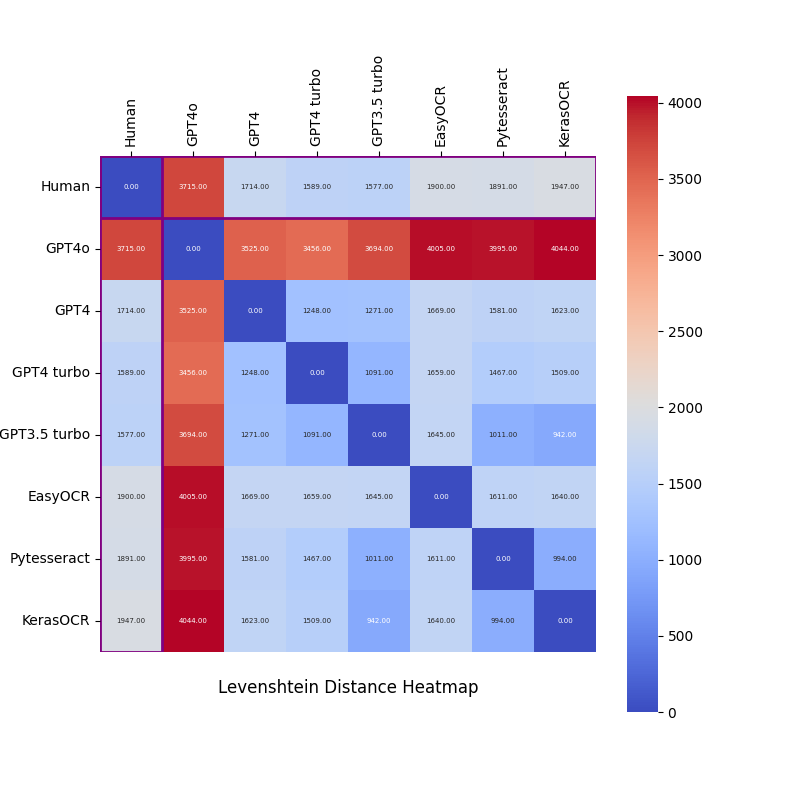 Human GPT4o GPT4 GPT4 turbo GPT3.5 turbo EasyOCR Pytesseract KerasOCR
Human 0.00 3715.00 1714.00 1589.00 1577.00 1900.00 1891.00 1947.00
GPT4o 3715.00 0.00 3525.00 3456.00 3694.00 4005.00 3995.00 4044.00
GPT4 1714.00 3525.00 0.00 1248.00 1271.00 1669.00 1581.00 1623.00
GPT4 turbo 1589.00 3456.00 1248.00 0.00 1091.00 1659.00 1467.00 1509.00
GPT3.5 turbo 1577.00 3694.00 1271.00 1091.00 0.00 1645.00 1011.00 942.00
EasyOCR 1900.00 4005.00 1669.00 1659.00 1645.00 0.00 1611.00 1640.00
Pytesseract 1891.00 3995.00 1581.00 1467.00 1011.00 1611.00 0.00 994.00
KerasOCR 1947.00 4044.00 1623.00 1509.00 942.00 1640.00 994.00 0.00
Levenshtein Distance Heatmap
4000
3500
3000
2500
2000
1500
1000
500
0